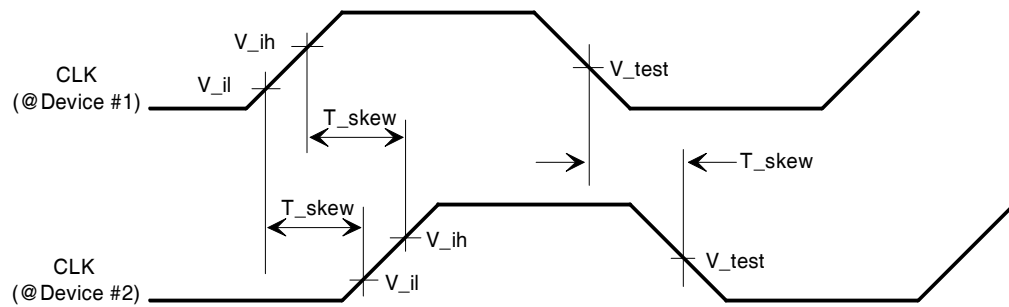 V_ih
V_test
CLK
(@Device #1)
V_il
T_skew
T_skew
T_skew
V_ih
V_test
CLK
(@Device #2)
V_il